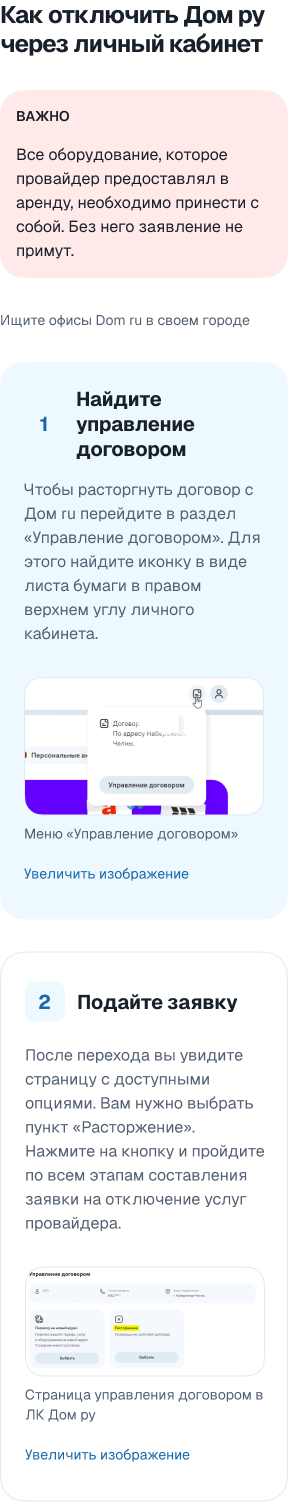 Как отключить Дом ру
через личный кабинет
ВАЖНО
Все оборудование, которое
провайдер предоставлял в
аренду, необходимо принести с
собой. Без него заявление не
примут.
Ищите офисы Dom ru в своем городе
1
Найдите
управление
договором
Чтобы расторгнуть договор с
Дом ru перейдите в раздел
«Управление договором». Для
этого найдите иконку в виде
листа бумаги в правом
верхнем углу личного
кабинета.
Договор
По адресу Набережные
Челны,
Персональные ак
Управление договором
Меню «Управление договором»
Увеличить изображение
2 Подайте заявку
После перехода вы увидите
страницу с доступными
опциями. Вам нужно выбрать
пункт «Расторжение».
Нажмите на кнопку и пройдите
по всем этапам составления
заявки на отключение услуг
провайдера.
Управление договором
Переезд на новый адрес
Расторжение
Выбрать
Выбрать
Страница управления договором в
ЛК Дом ру
Увеличить изображение